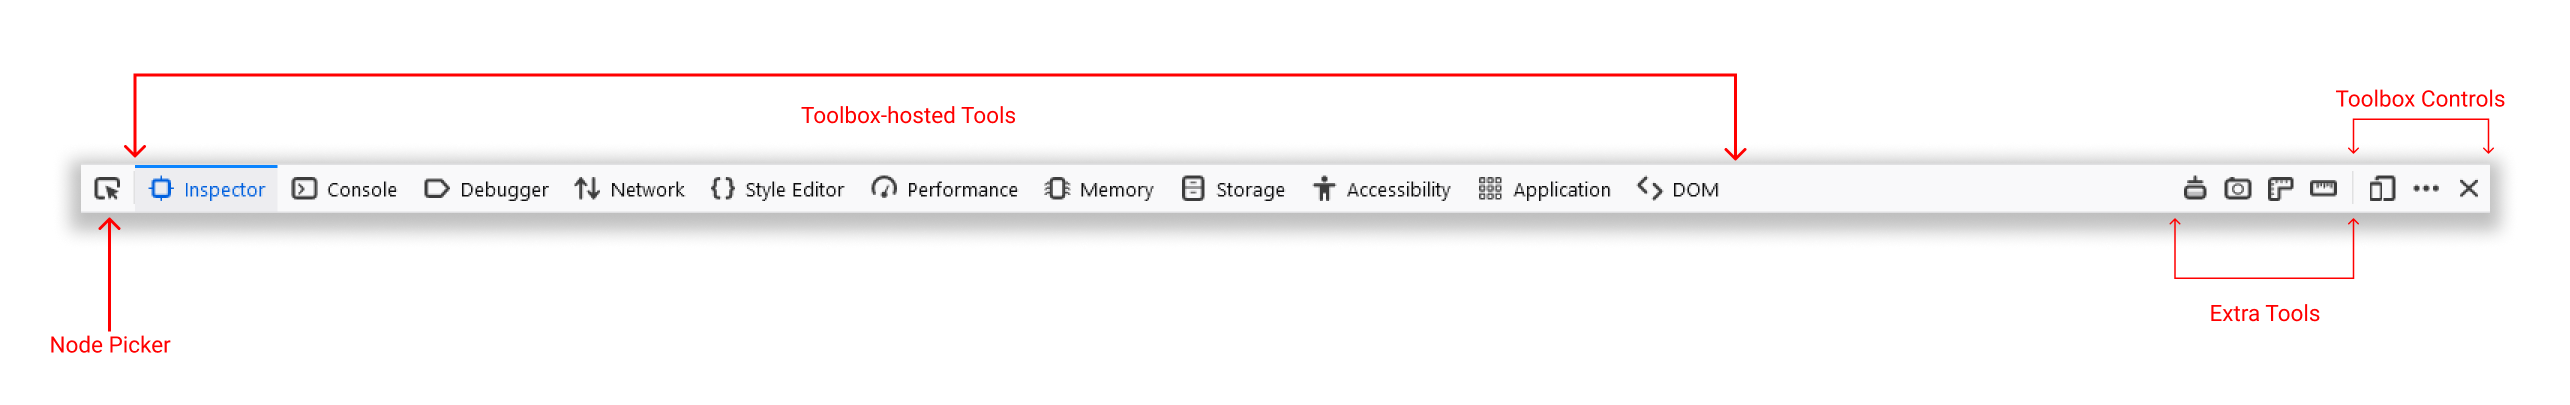 Toolbox Controls
Toolbox-hosted Tools
Inspector Console Debugger Network Style Editor Performance Memory Storage Accessibility Application DOM
Extra Tools
Node Picker